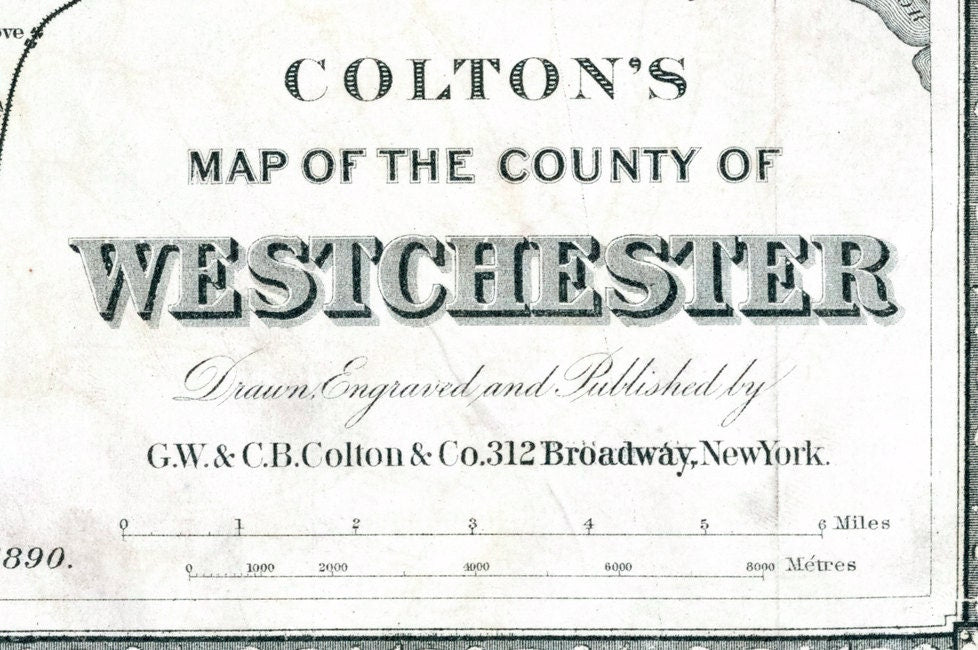 COLTON'S
MAP OF THE COUNTY OF
WESTCHESTER
Drawn, Engraved and Published by
G.W. & C.B. Colton & Co. 312 Broadway, New York.
0 1 2 3 4 5 6 Miles
890.
0 1000 2000 4000 6000 8000 Métres